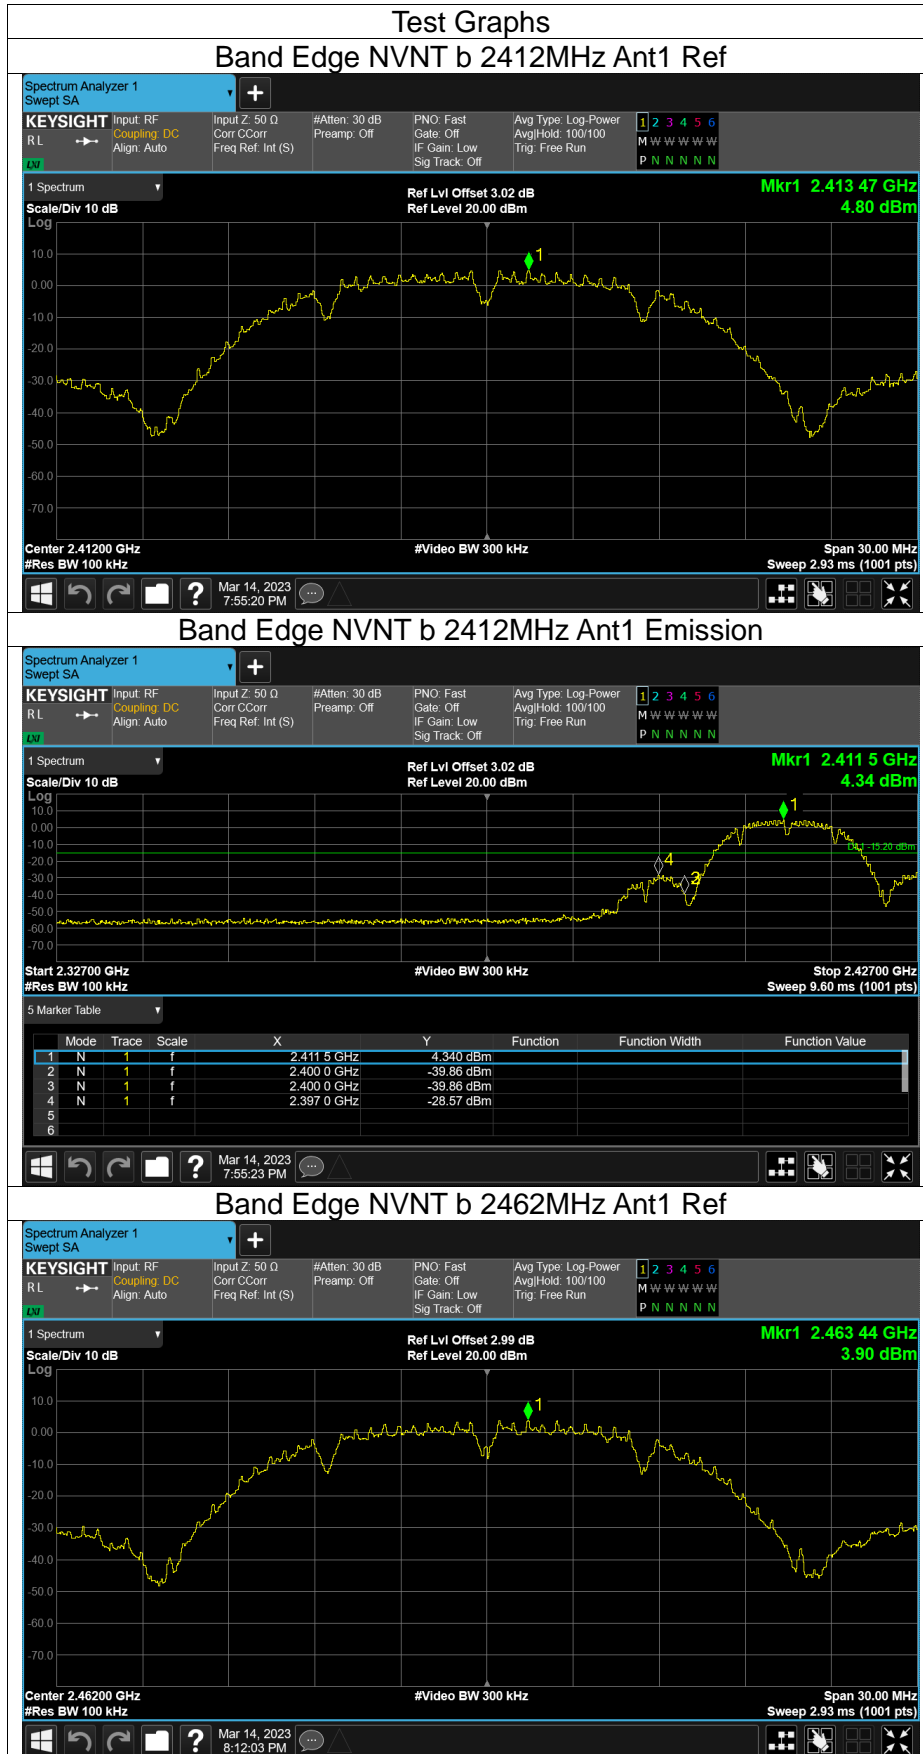 Test Graphs
Band Edge NVNT b 2412MHz Ant1 Ref
Spectrum Analyzer 1
Swept SA
+
KEYSIGHT Input: RF Input Z: 50 Ω #Atten: 30 dB PNO: Fast Avg Type: Log-Power 1 2 3 4 5 6
RL Coupling: DC Corr CCorr Preamp: Off Gate: Off Avg|Hold: 100/100 M W W W W W
Align: Auto Freq Ref: Int (S) IF Gain: Low Trig: Free Run
LXI Sig Track: Off P N N N N N
1 Spectrum Ref Lvl Offset 3.02 dB Mkr1 2.413 47 GHz
Scale/Div 10 dB Ref Level 20.00 dBm 4.80 dBm
Log
1
10.0
0.00
-10.0
-20.0
-30.0
-40.0
-50.0
-60.0
-70.0
Center 2.41200 GHz #Video BW 300 kHz Span 30.00 MHz
#Res BW 100 kHz Sweep 2.93 ms (1001 pts)
? Mar 14, 2023
7:55:20 PM
Band Edge NVNT b 2412MHz Ant1 Emission
Spectrum Analyzer 1
Swept SA
+
KEYSIGHT Input: RF Input Z: 50 Ω #Atten: 30 dB PNO: Fast Avg Type: Log-Power 1 2 3 4 5 6
RL Coupling: DC Corr CCorr Preamp: Off Gate: Off Avg|Hold: 100/100 M W W W W W
Align: Auto Freq Ref: Int (S) IF Gain: Low Trig: Free Run
LXI Sig Track: Off P N N N N N
1 Spectrum Ref Lvl Offset 3.02 dB Mkr1 2.411 5 GHz
Scale/Div 10 dB Ref Level 20.00 dBm 4.34 dBm
Log
10.0 1
0.00
-10.0 DL1 -15.20 dBm
-20.0 4
-30.0
-40.0
-50.0
-60.0
-70.0
Start 2.32700 GHz #Video BW 300 kHz Stop 2.42700 GHz
#Res BW 100 kHz Sweep 9.60 ms (1001 pts)
5 Marker Table
Mode Trace Scale X Y Function Function Width Function Value
1 N 1 f 2.411 5 GHz 4.340 dBm
2 N 1 f 2.400 0 GHz -39.86 dBm
3 N 1 f 2.400 0 GHz -39.86 dBm
4 N 1 f 2.397 0 GHz -28.57 dBm
5
6
? Mar 14, 2023
7:55:23 PM
Band Edge NVNT b 2462MHz Ant1 Ref
Spectrum Analyzer 1
Swept SA
+
KEYSIGHT Input: RF Input Z: 50 Ω #Atten: 30 dB PNO: Fast Avg Type: Log-Power 1 2 3 4 5 6
RL Coupling: DC Corr CCorr Preamp: Off Gate: Off Avg|Hold: 100/100 M W W W W W
Align: Auto Freq Ref: Int (S) IF Gain: Low Trig: Free Run
LXI Sig Track: Off P N N N N N
1 Spectrum Ref Lvl Offset 2.99 dB Mkr1 2.463 44 GHz
Scale/Div 10 dB Ref Level 20.00 dBm 3.90 dBm
Log
10.0 1
0.00
-10.0
-20.0
-30.0
-40.0
-50.0
-60.0
-70.0
Center 2.46200 GHz #Video BW 300 kHz Span 30.00 MHz
#Res BW 100 kHz Sweep 2.93 ms (1001 pts)
? Mar 14, 2023
8:12:03 PM